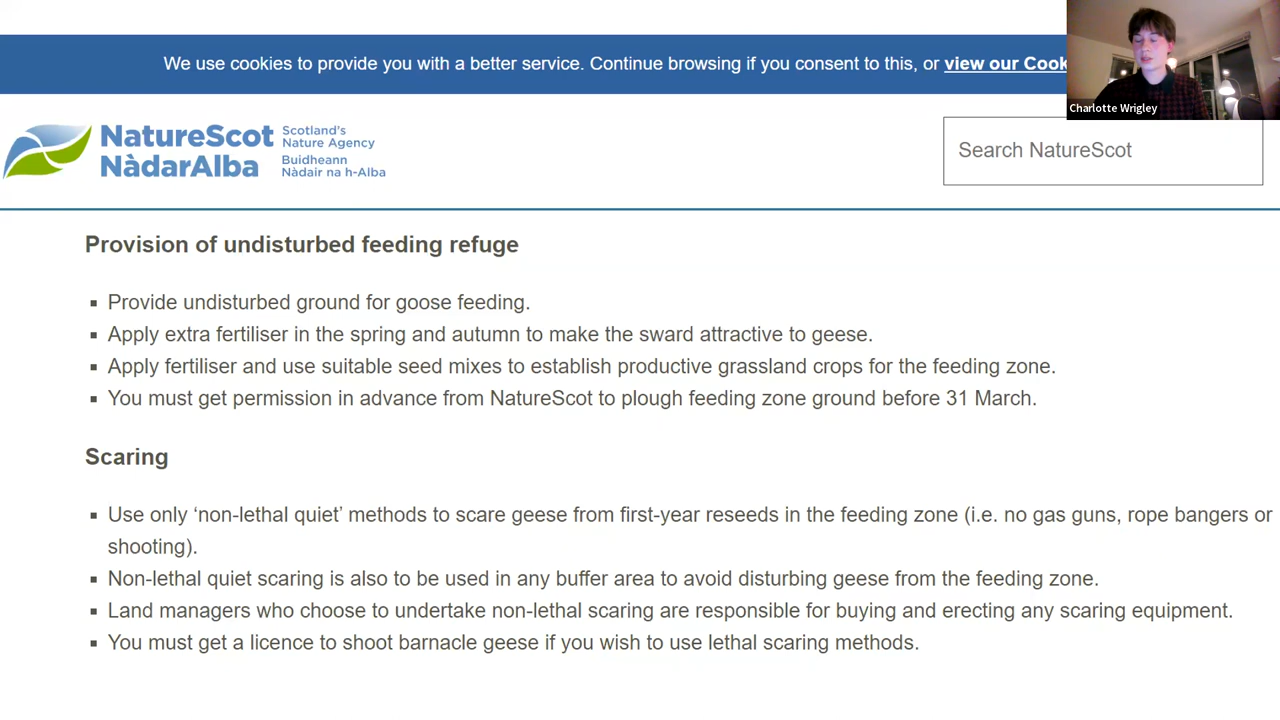 We use cookies to provide you with a better service. Continue browsing if you consent to this, or view our Cook
Charlotte Wrigley
NatureScot
NàdarAlba
Scotland's
Nature Agency
Buidheann
Nàdair na h-Alba
Search NatureScot
Provision of undisturbed feeding refuge
▪ Provide undisturbed ground for goose feeding.
▪ Apply extra fertiliser in the spring and autumn to make the sward attractive to geese.
▪ Apply fertiliser and use suitable seed mixes to establish productive grassland crops for the feeding zone.
▪ You must get permission in advance from NatureScot to plough feeding zone ground before 31 March.
Scaring
▪ Use only ‘non-lethal quiet’ methods to scare geese from first-year reseeds in the feeding zone (i.e. no gas guns, rope bangers or
shooting).
▪ Non-lethal quiet scaring is also to be used in any buffer area to avoid disturbing geese from the feeding zone.
▪ Land managers who choose to undertake non-lethal scaring are responsible for buying and erecting any scaring equipment.
▪ You must get a licence to shoot barnacle geese if you wish to use lethal scaring methods.